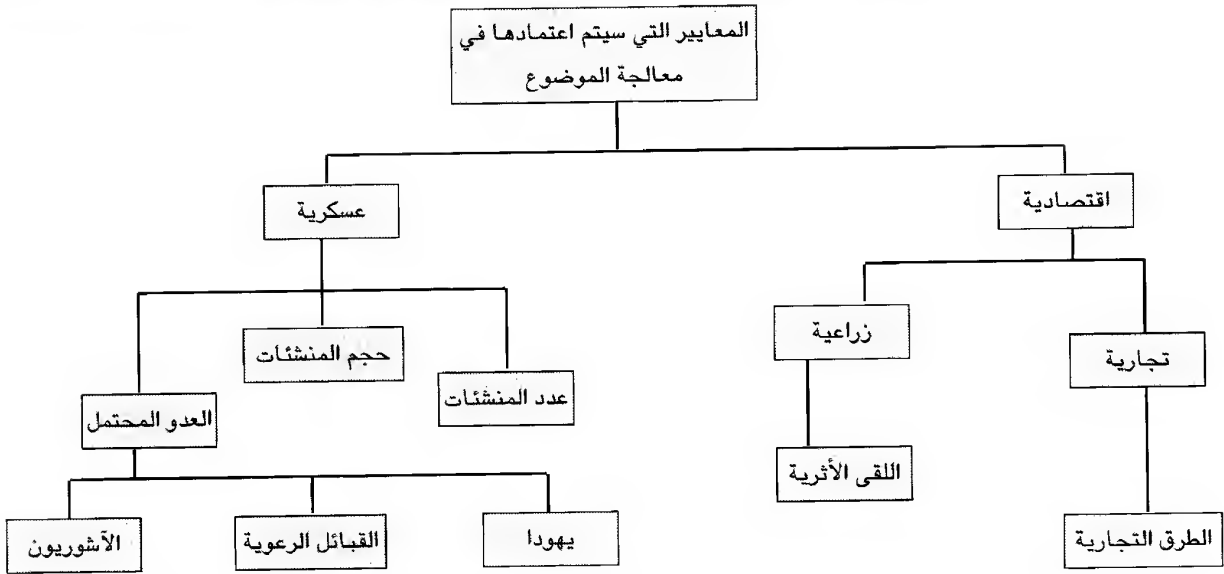 المعايير التي سيتم اعتمادها في
معالجة الموضوع
اقتصادية
عسكرية
تجارية
زراعية
حجم المنشئات
عدد المنشئات
العدو المحتمل
اللقى الأثرية
الطرق التجارية
يهودا
القبائل الرعوية
الآشوريون